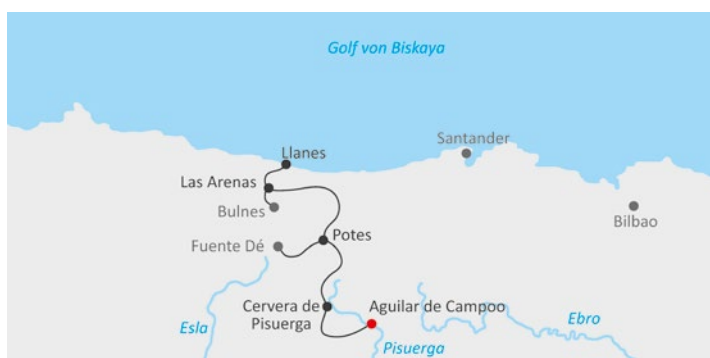 Golf von Biskaya
Santander
Llanes
Las Arenas
Bulnes
Bilbao
Potes
Fuente Dé
Cervera de
Pisuerga
Aguilar de Campoo
Esla
Ebro
Pisuerga